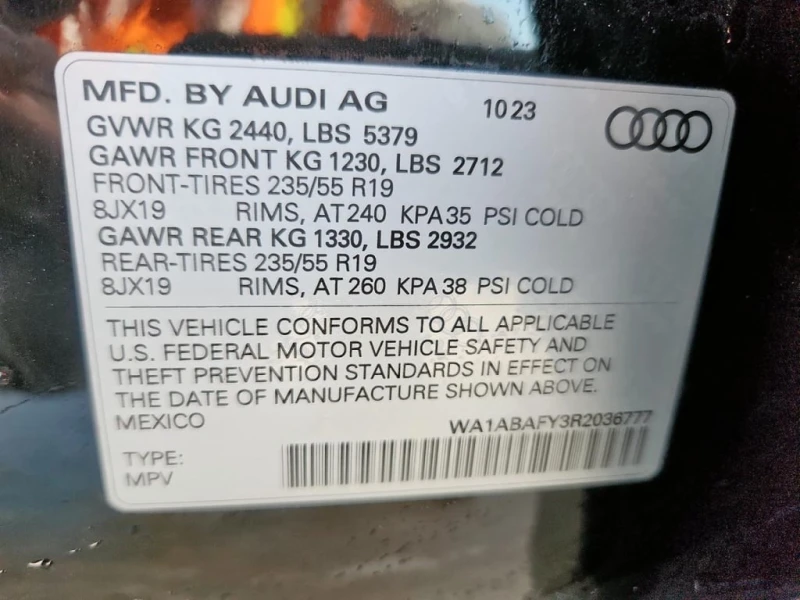 MFD. BY AUDI AG 10 23
GVWR KG 2440, LBS 5379
GAWR FRONT KG 1230, LBS 2712
FRONT-TIRES 235/55 R19
8JX19 RIMS, AT 240 KPA 35 PSI COLD
GAWR REAR KG 1330, LBS 2932
REAR-TIRES 235/55 R19
8JX19 RIMS, AT 260 KPA 38 PSI COLD
THIS VEHICLE CONFORMS TO ALL APPLICABLE
U.S. FEDERAL MOTOR VEHICLE SAFETY AND
THEFT PREVENTION STANDARDS IN EFFECT ON
THE DATE OF MANUFACTURE SHOWN ABOVE.
MEXICO WA1ABAFY3R2036777
TYPE:
MPV